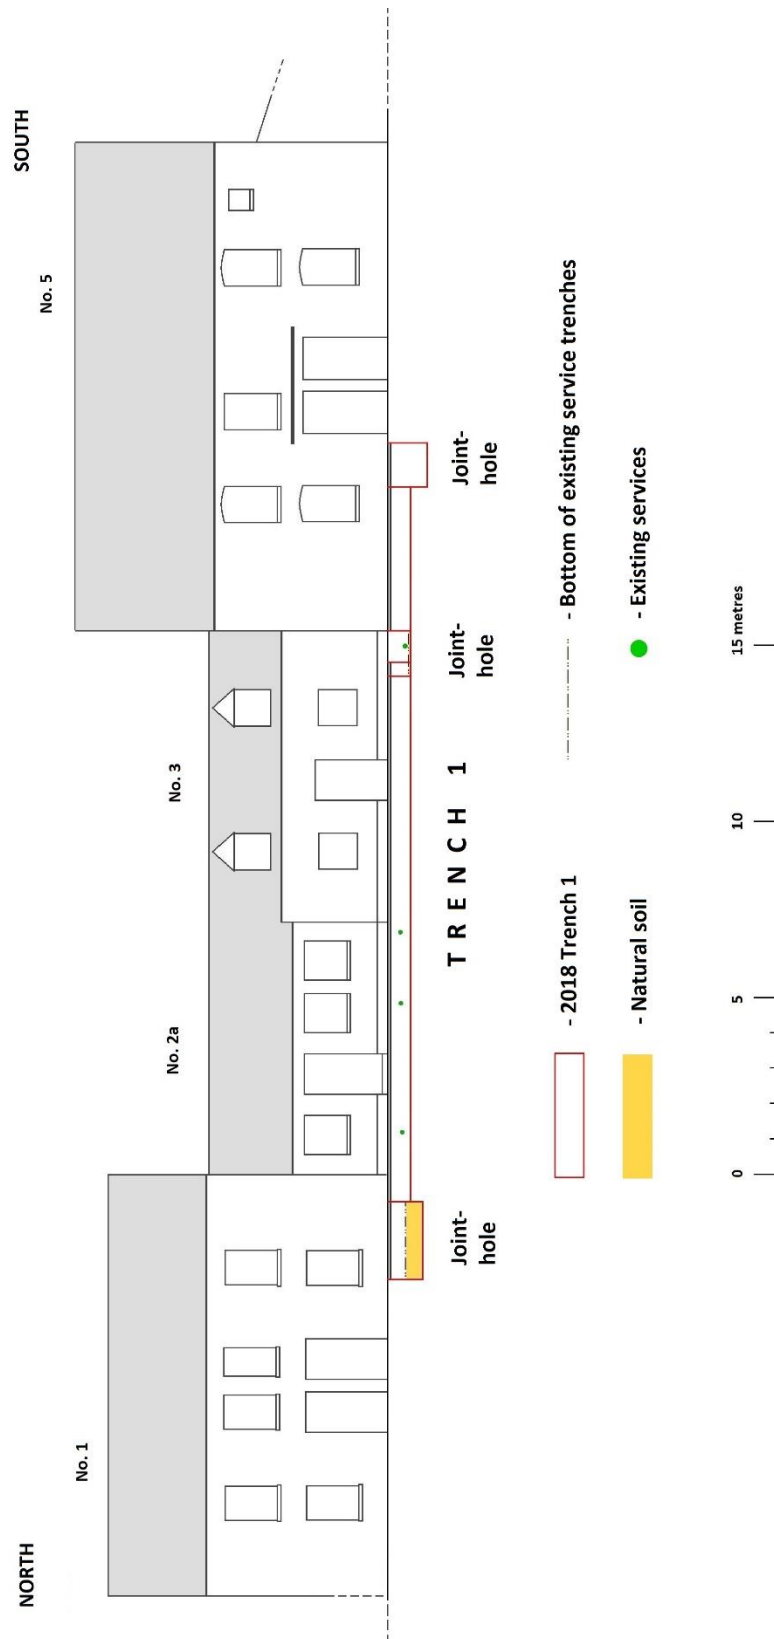 NORTH
SOUTH
No. 1
No. 2a
No. 3
No. 5
Joint-
hole
Joint-
hole
Joint-
hole
TRENCH 1
- 2018 Trench 1
- Bottom of existing service trenches
- Natural soil
- Existing services
0
5
10
15 metres